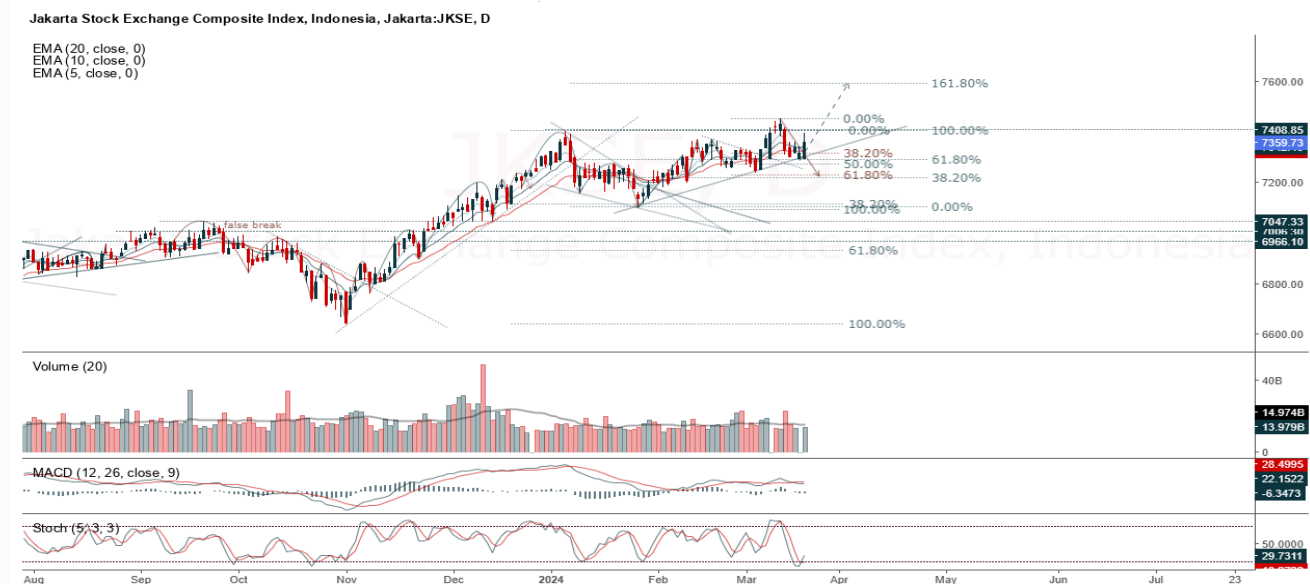 Jakarta Stock Exchange Composite Index, Indonesia, Jakarta:JKSE, D
EMA (20, close, 0)
EMA (10, close, 0)
EMA (5, close, 0)
161.80%
7600.00
0.00%
0.00%
100.00%
7408.85
7359.73
38.20%
50.00%
61.80%
61.80%
38.20%
7200.00
38.20%
100.00%
0.00%
false break
7047.33
7006.30
6966.10
61.80%
6800.00
100.00%
6600.00
Volume (20)
40B
14.974B
13.979B
0
MACD (12, 26, close, 9)
28.4995
22.1522
-6.3473
Stoch (5, 3, 3)
50.0000
29.7311
Aug Sep Oct Nov Dec 2024 Feb Mar Apr May Jun Jul 23